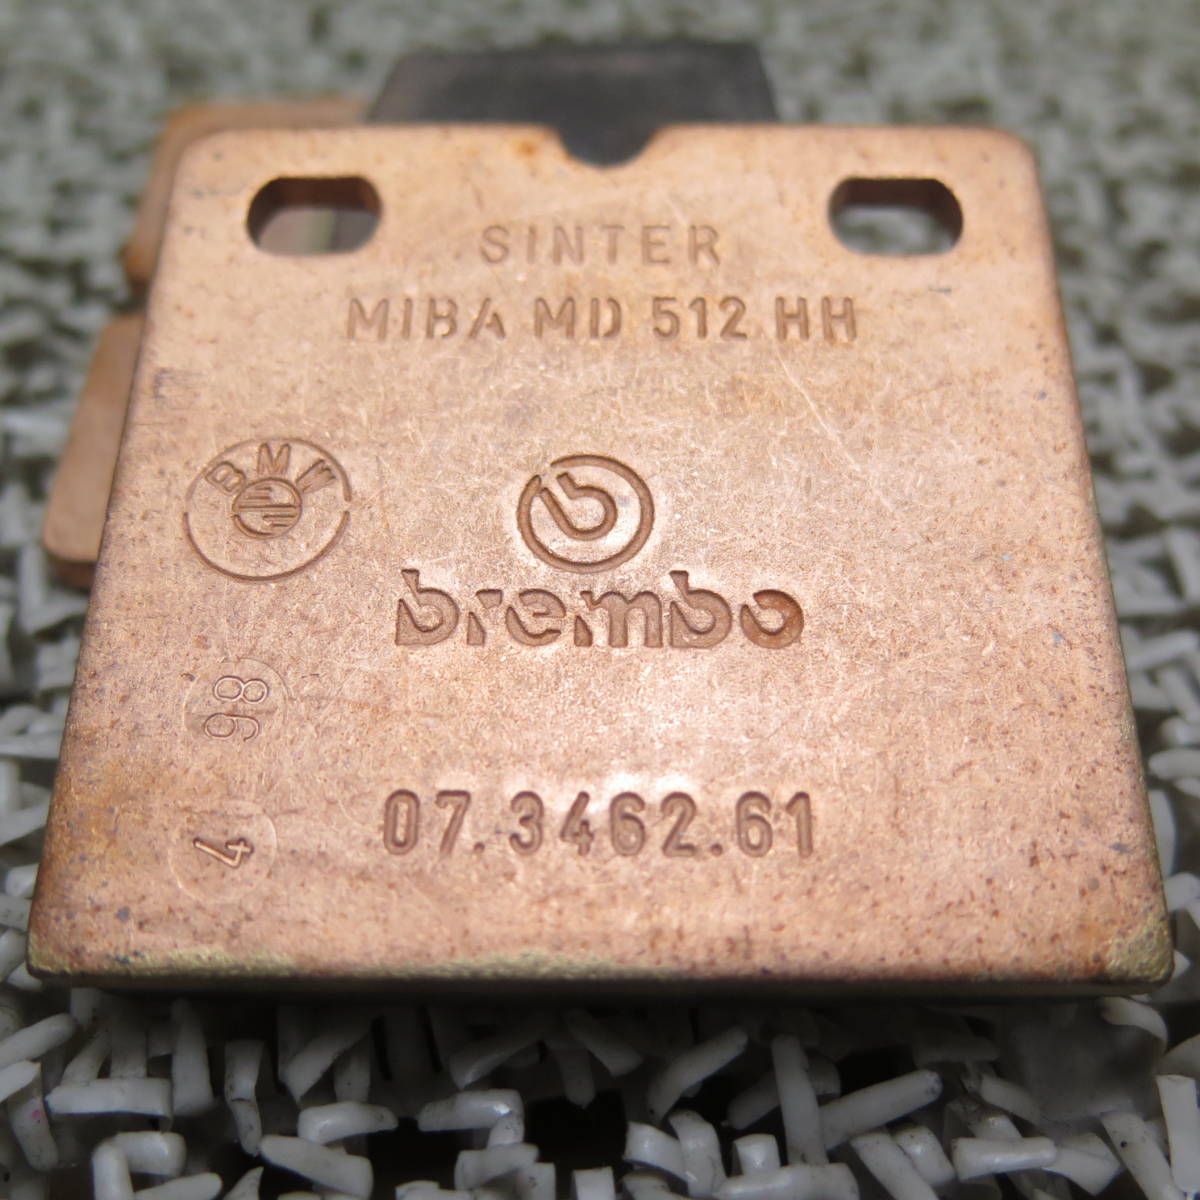 SINTER
MIBA MD 512 HH
BMW
b
brembo
98
07.3462.61
4